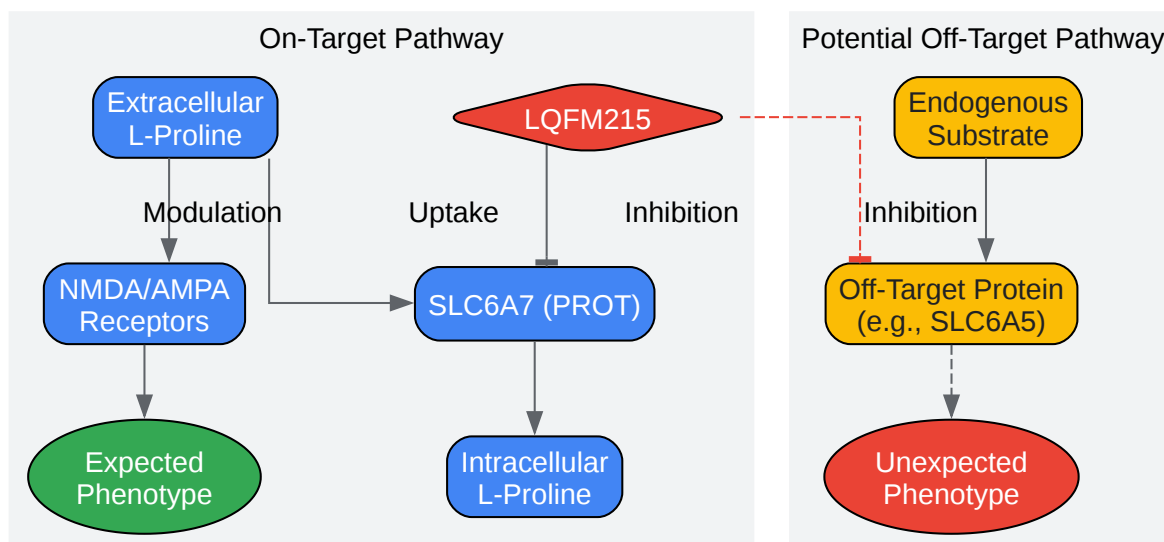 On-Target Pathway
Potential Off-Target Pathway
Extracellular
L-Proline
LQFM215
Endogenous
Substrate
Modulation
Uptake
Inhibition
Inhibition
NMDA/AMPA
Receptors
SLC6A7 (PROT)
Off-Target Protein
(e.g., SLC6A5)
Expected
Phenotype
Intracellular
L-Proline
Unexpected
Phenotype